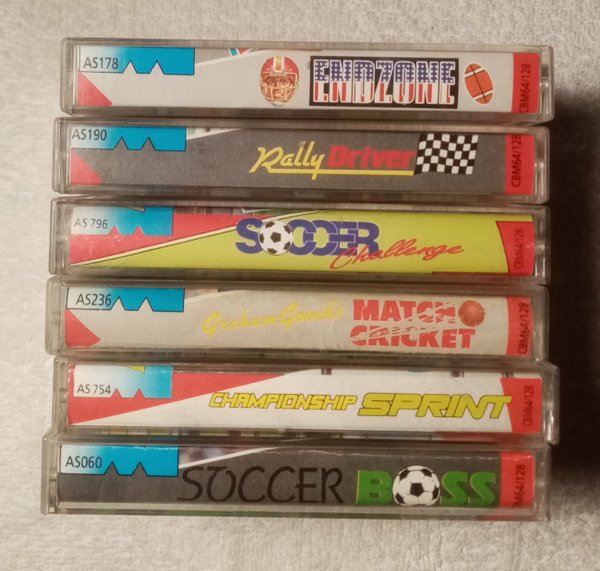 AS178 ENDZONE CBM64/128
AS190 Rally Driver CBM64/128
AS 796 SOCCER Challenge CBM64/128
AS236 Graham Gooch's MATCH CRICKET CBM64/128
AS 754 CHAMPIONSHIP SPRINT CBM64/128
AS060 SOCCER BOSS M64/128